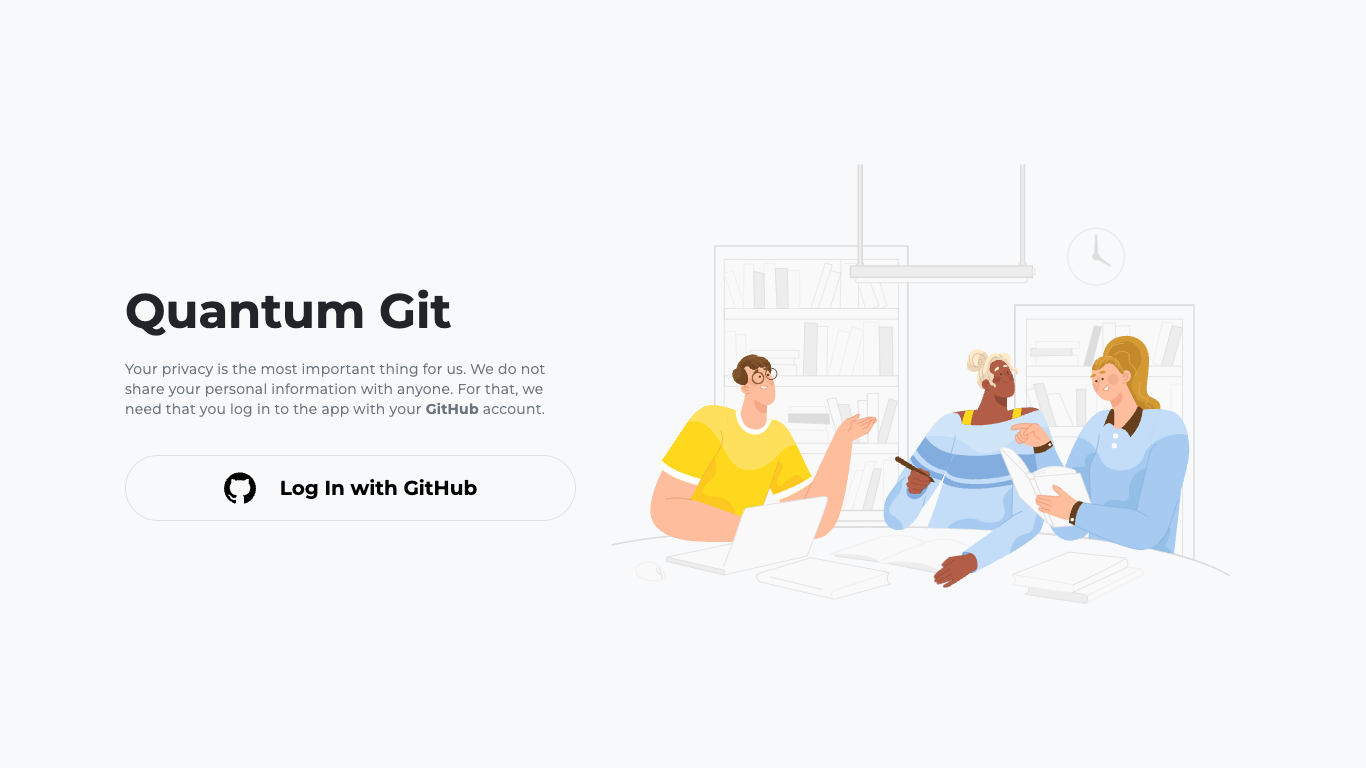 Quantum Git
Your privacy is the most important thing for us. We do not
share your personal information with anyone. For that, we
need that you log in to the app with your GitHub account.
Log In with GitHub